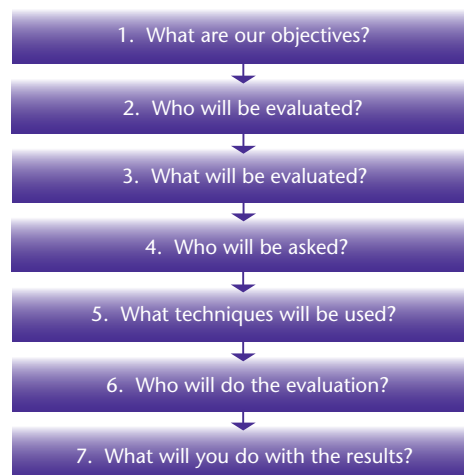 1. What are our objectives?
2. Who will be evaluated?
3. What will be evaluated?
4. Who will be asked?
5. What techniques will be used?
6. Who will do the evaluation?
7. What will you do with the results?